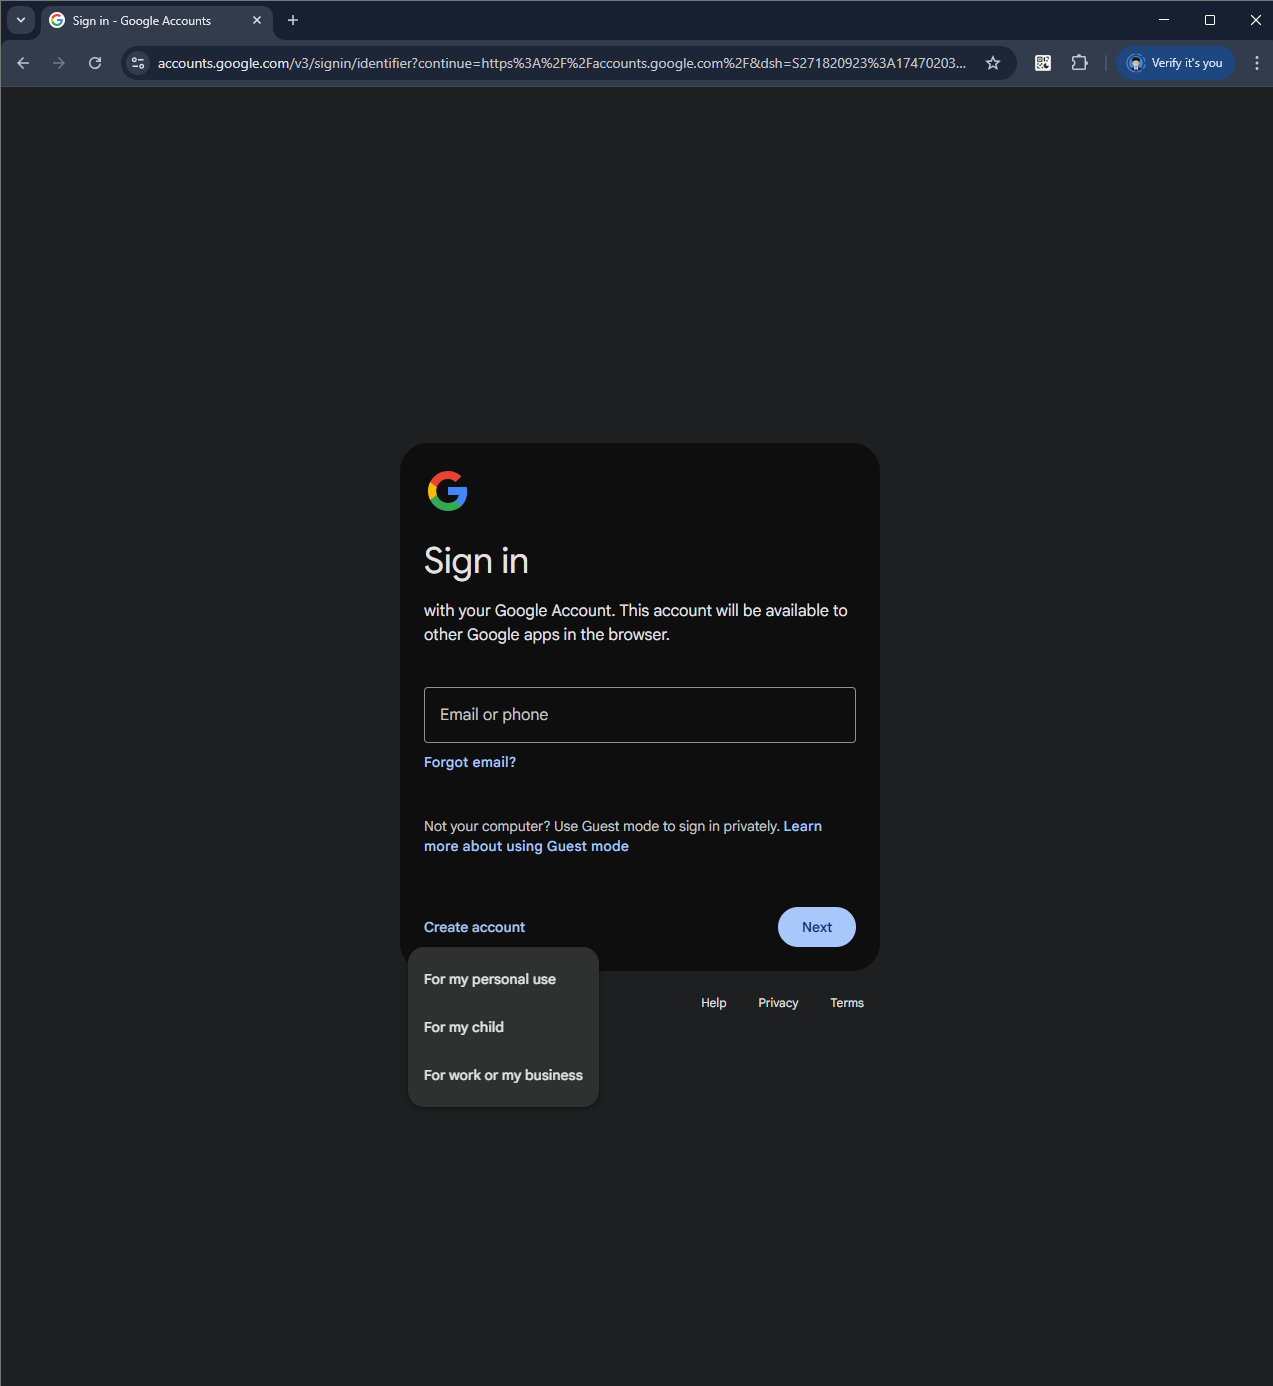 Sign in - Google Accounts
accounts.google.com/v3/signin/identifier?continue=https%3A%2F%2Faccounts.google.com%2F&dsh=S271820923%3A17470203...
Verify it's you
Sign in
with your Google Account. This account will be available to
other Google apps in the browser.
Email or phone
Forgot email?
Not your computer? Use Guest mode to sign in privately. Learn
more about using Guest mode
Create account
Next
For my personal use
For my child
For work or my business
Help
Privacy
Terms